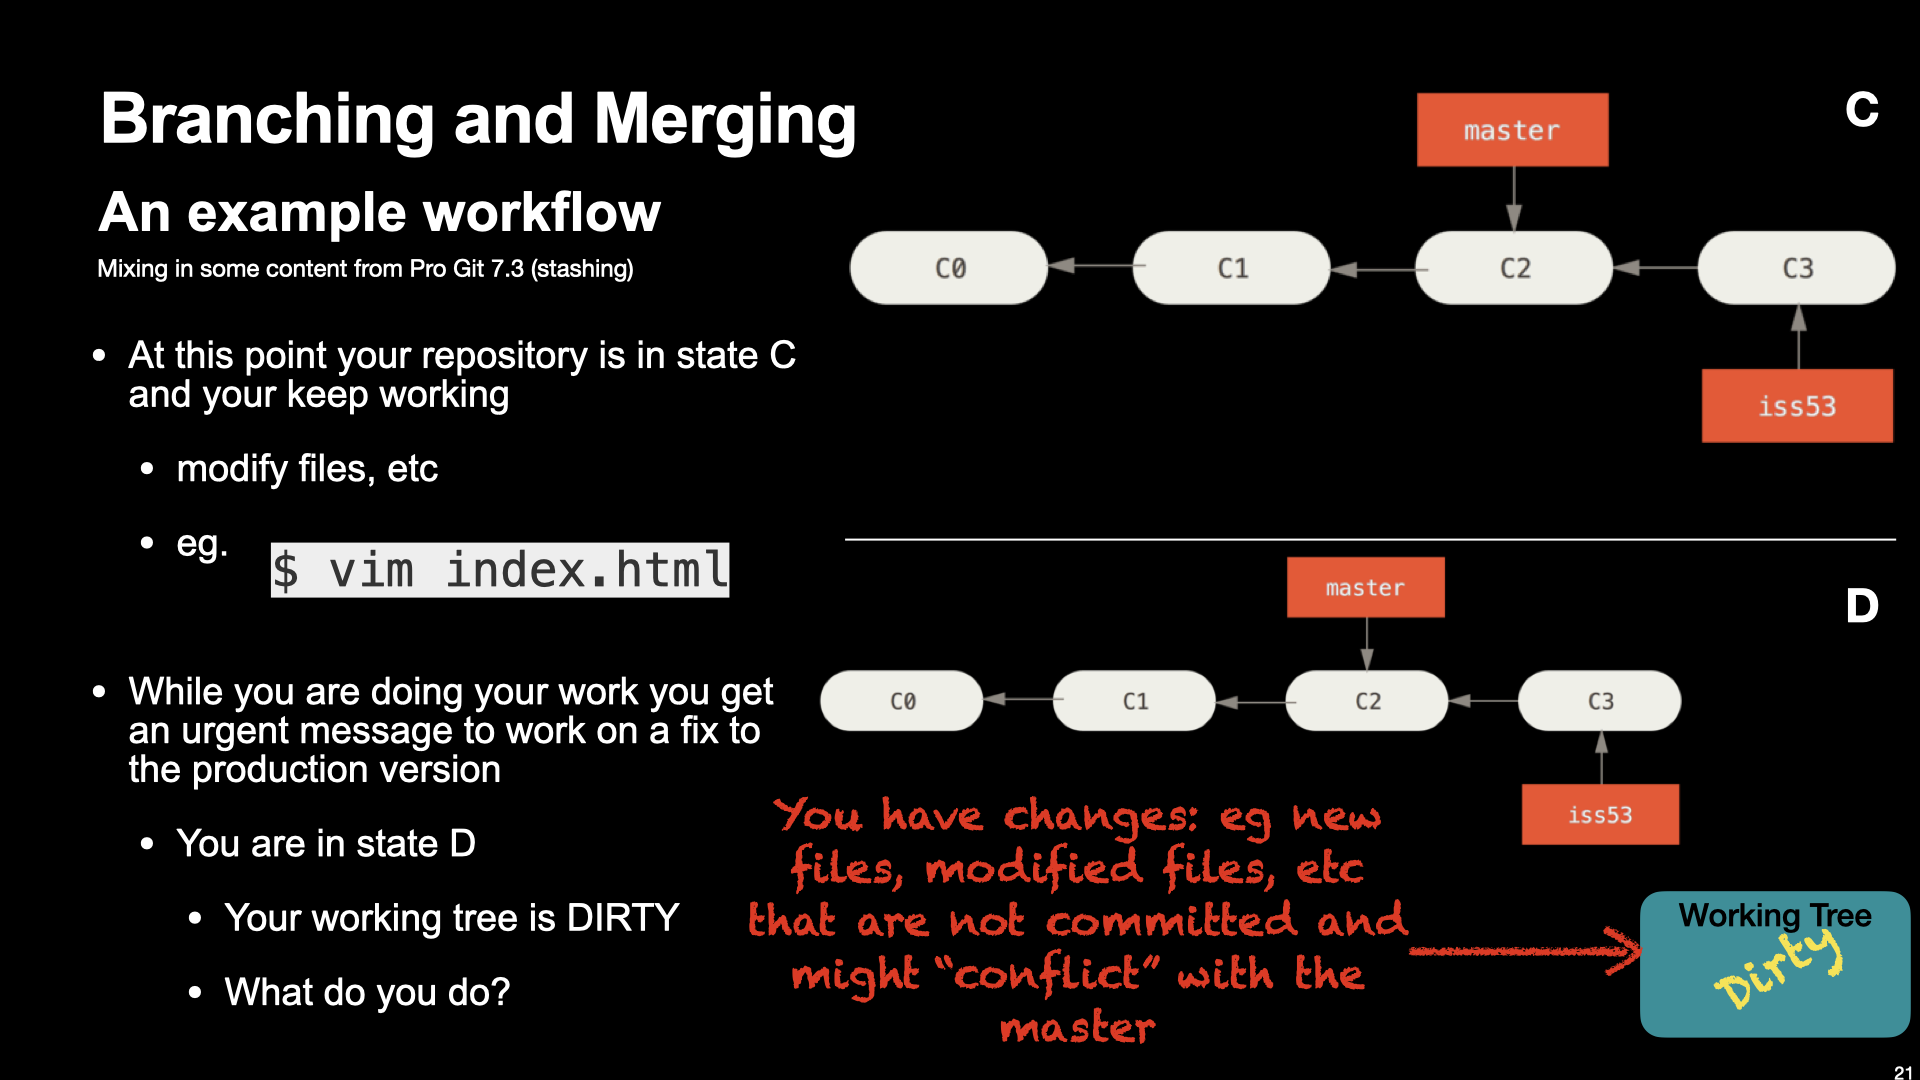 Branching and Merging
An example workflow
Mixing in some content from Pro Git 7.3 (stashing)
• At this point your repository is in state C
and your keep working
• modify files, etc
• eg.
$ vim index.html
• While you are doing your work you get
an urgent message to work on a fix to
the production version
• You are in state D
• Your working tree is DIRTY
• What do you do?
C
master
C0
C1
C2
C3
iss53
D
master
C0
C1
C2
C3
iss53
You have changes: eg new
files, modified files, etc
that are not committed and
might “conflict” with the
master
Working Tree
Dirty
21